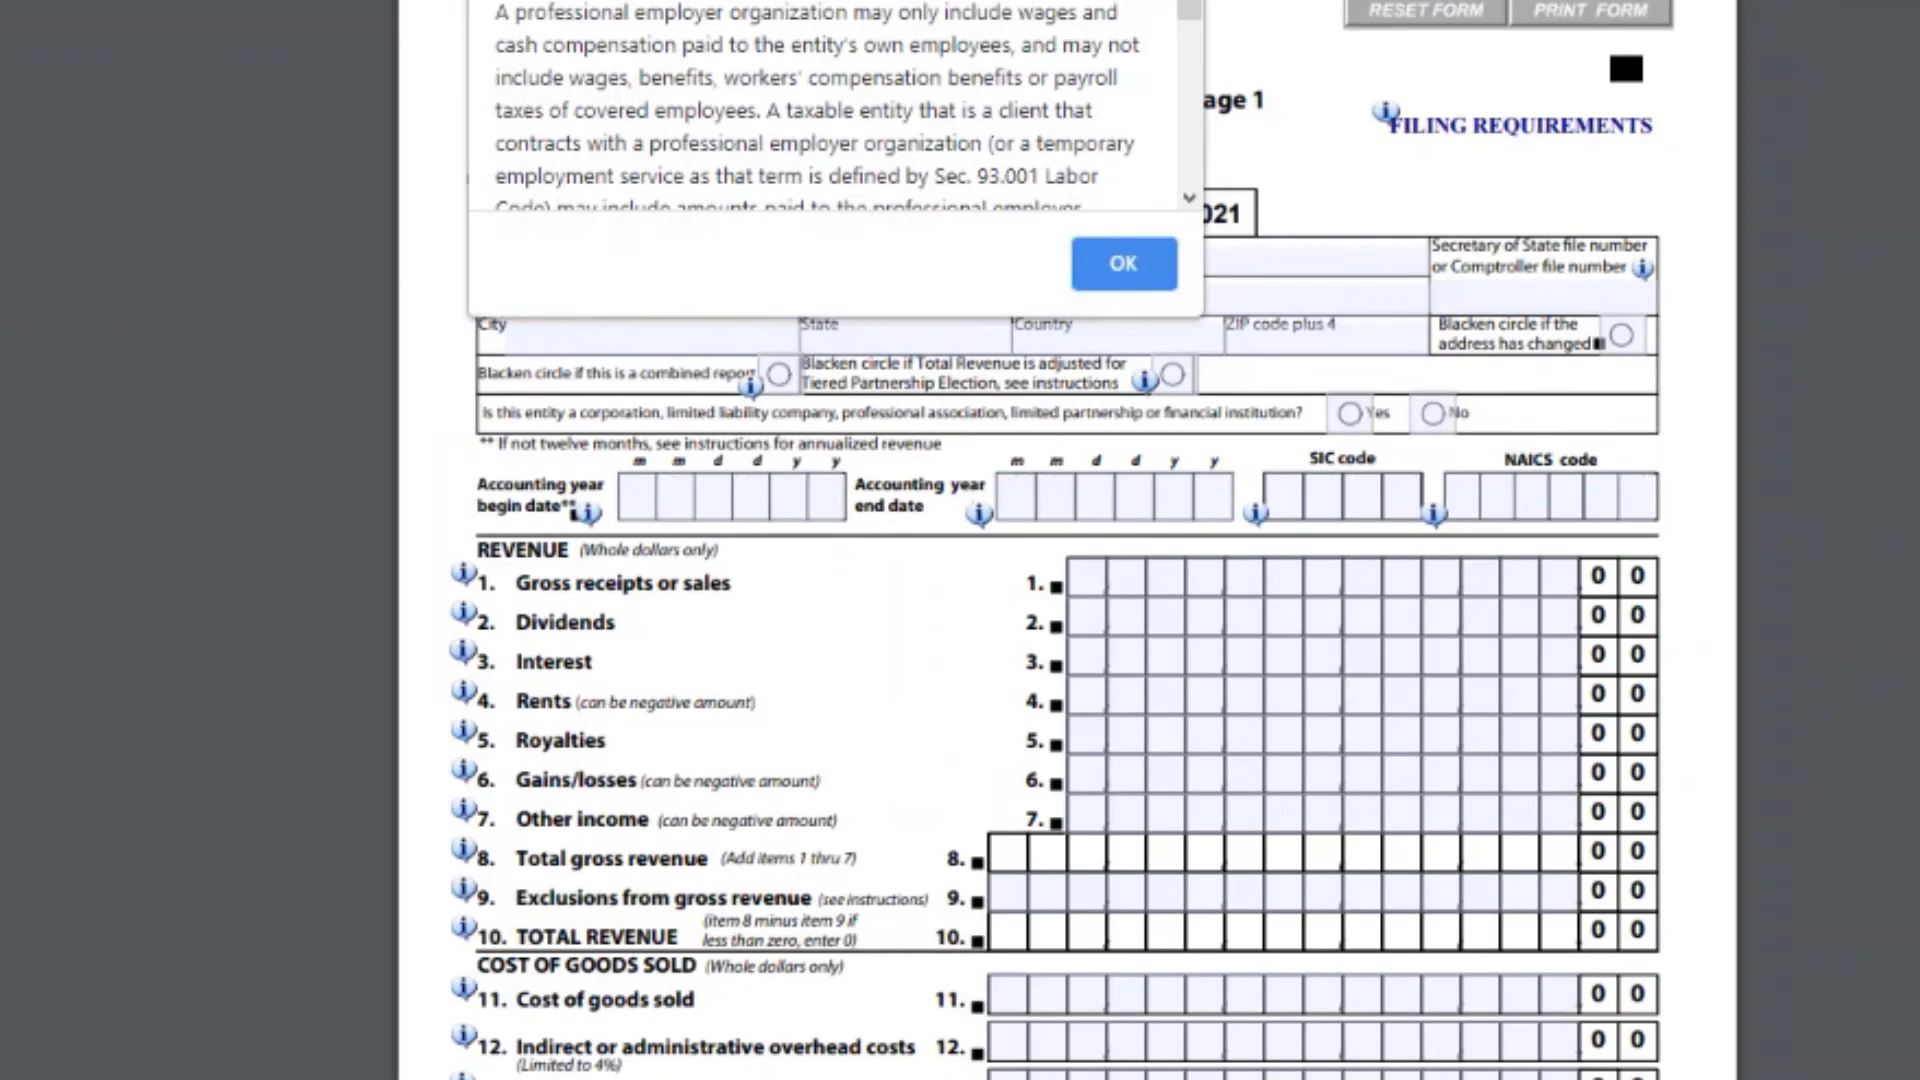 A professional employer organization may only include wages and
cash compensation paid to the entity's own employees, and may not
include wages, benefits, workers' compensation benefits or payroll
taxes of covered employees. A taxable entity that is a client that
contracts with a professional employer organization (or a temporary
employment service as that term is defined by Sec. 93.001 Labor
Code) may include amounts paid to the professional employer
OK
RESET FORM PRINT FORM
age 1
FILING REQUIREMENTS
021
Secretary of State file number
or Comptroller file number
City State Country ZIP code plus 4
Blacken circle if the
address has changed
Blacken circle if this is a combined report
Blacken circle if Total Revenue is adjusted for
Tiered Partnership Election, see instructions
Is this entity a corporation, limited liability company, professional association, limited partnership or financial institution? Yes No
** If not twelve months, see instructions for annualized revenue
m m d d y y m m d d y y SIC code NAICS code
Accounting year
begin date**
Accounting year
end date
REVENUE (Whole dollars only)
1. Gross receipts or sales 1. 0 0
2. Dividends 2. 0 0
3. Interest 3. 0 0
4. Rents (can be negative amount) 4. 0 0
5. Royalties 5. 0 0
6. Gains/losses (can be negative amount) 6. 0 0
7. Other income (can be negative amount) 7. 0 0
8. Total gross revenue (Add items 1 thru 7) 8. 0 0
9. Exclusions from gross revenue (see instructions) 9. 0 0
10. TOTAL REVENUE (item 8 minus item 9 if
less than zero, enter 0) 10. 0 0
COST OF GOODS SOLD (Whole dollars only)
11. Cost of goods sold 11. 0 0
12. Indirect or administrative overhead costs 12. 0 0
(Limited to 4%)